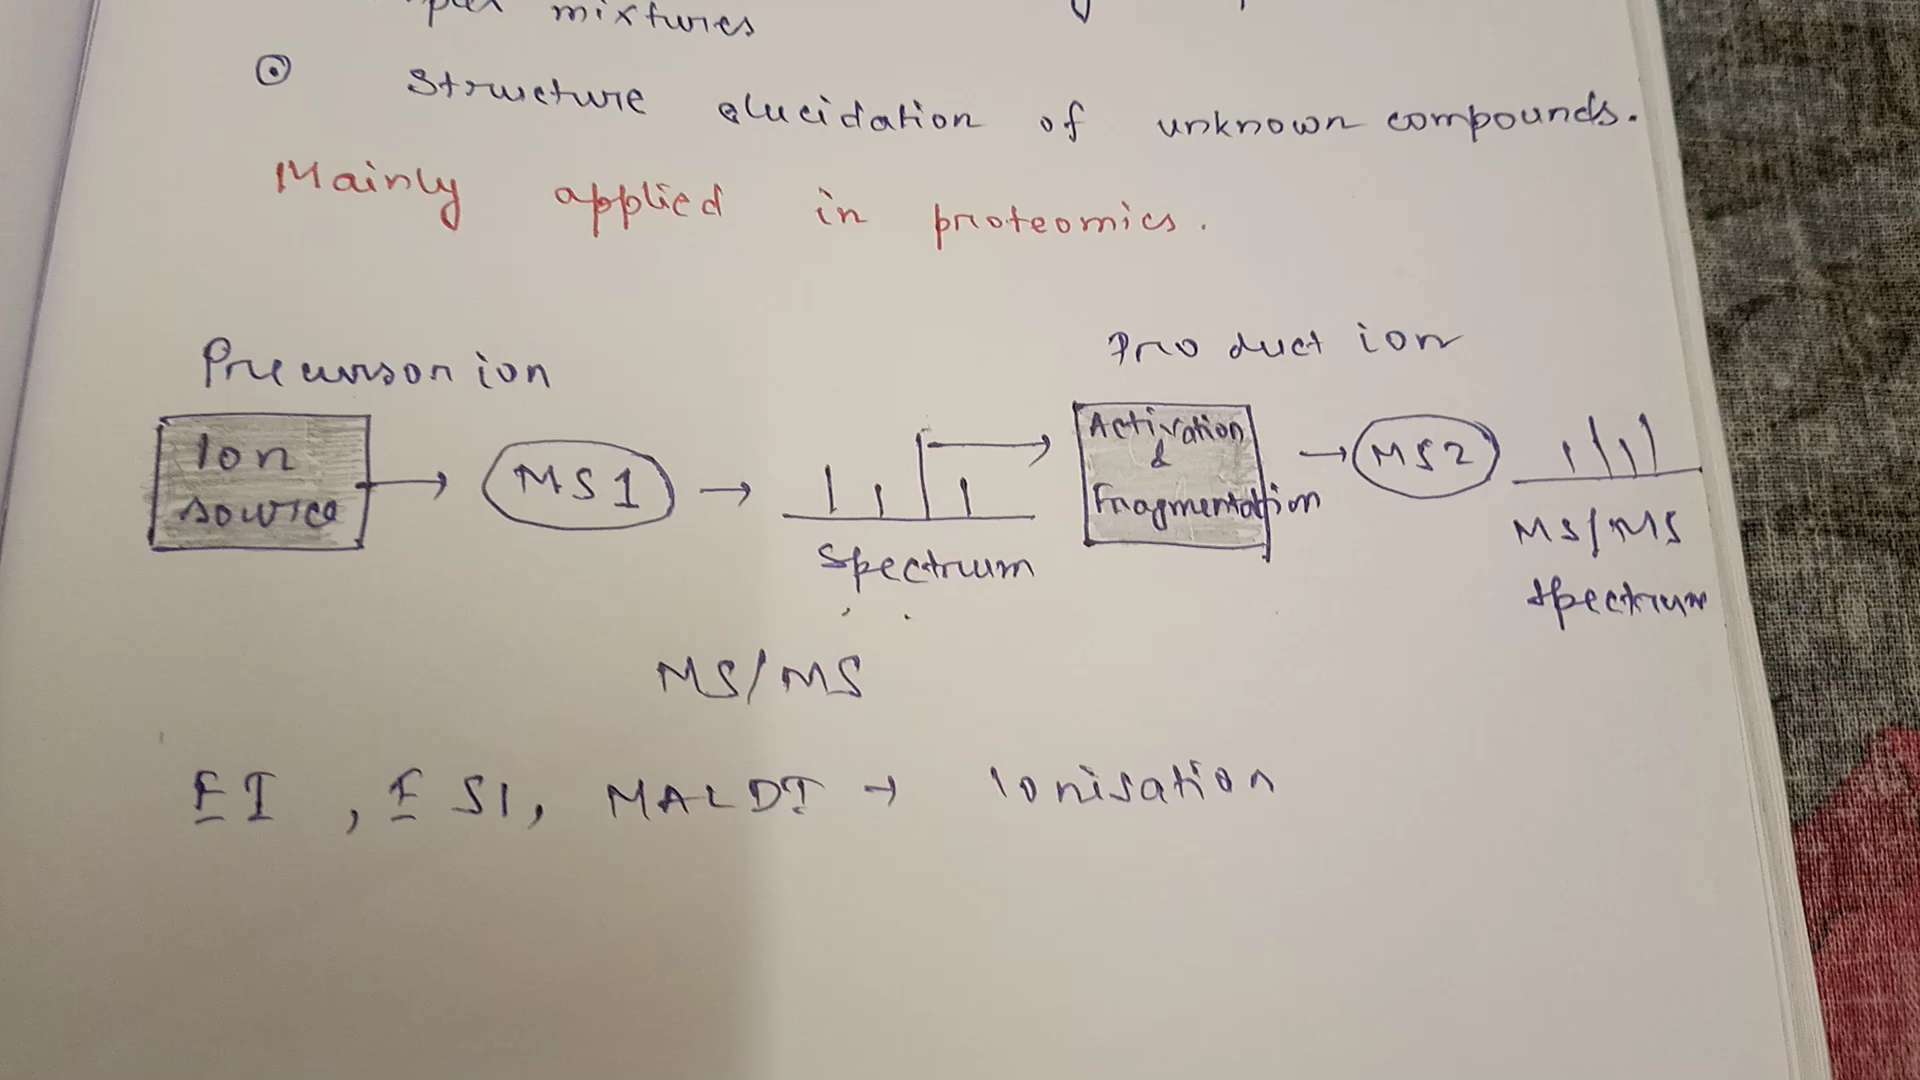 mixtures
⊙ Structure elucidation of unknown compounds.
Mainly applied in proteomics.
Precursor ion
Product ion
Ion
source
→ MS1 →
Spectrum
Activation
&
Fragmentation
→ MS2
MS/MS
spectrum
MS/MS
EI, ESI, MALDI → Ionisation